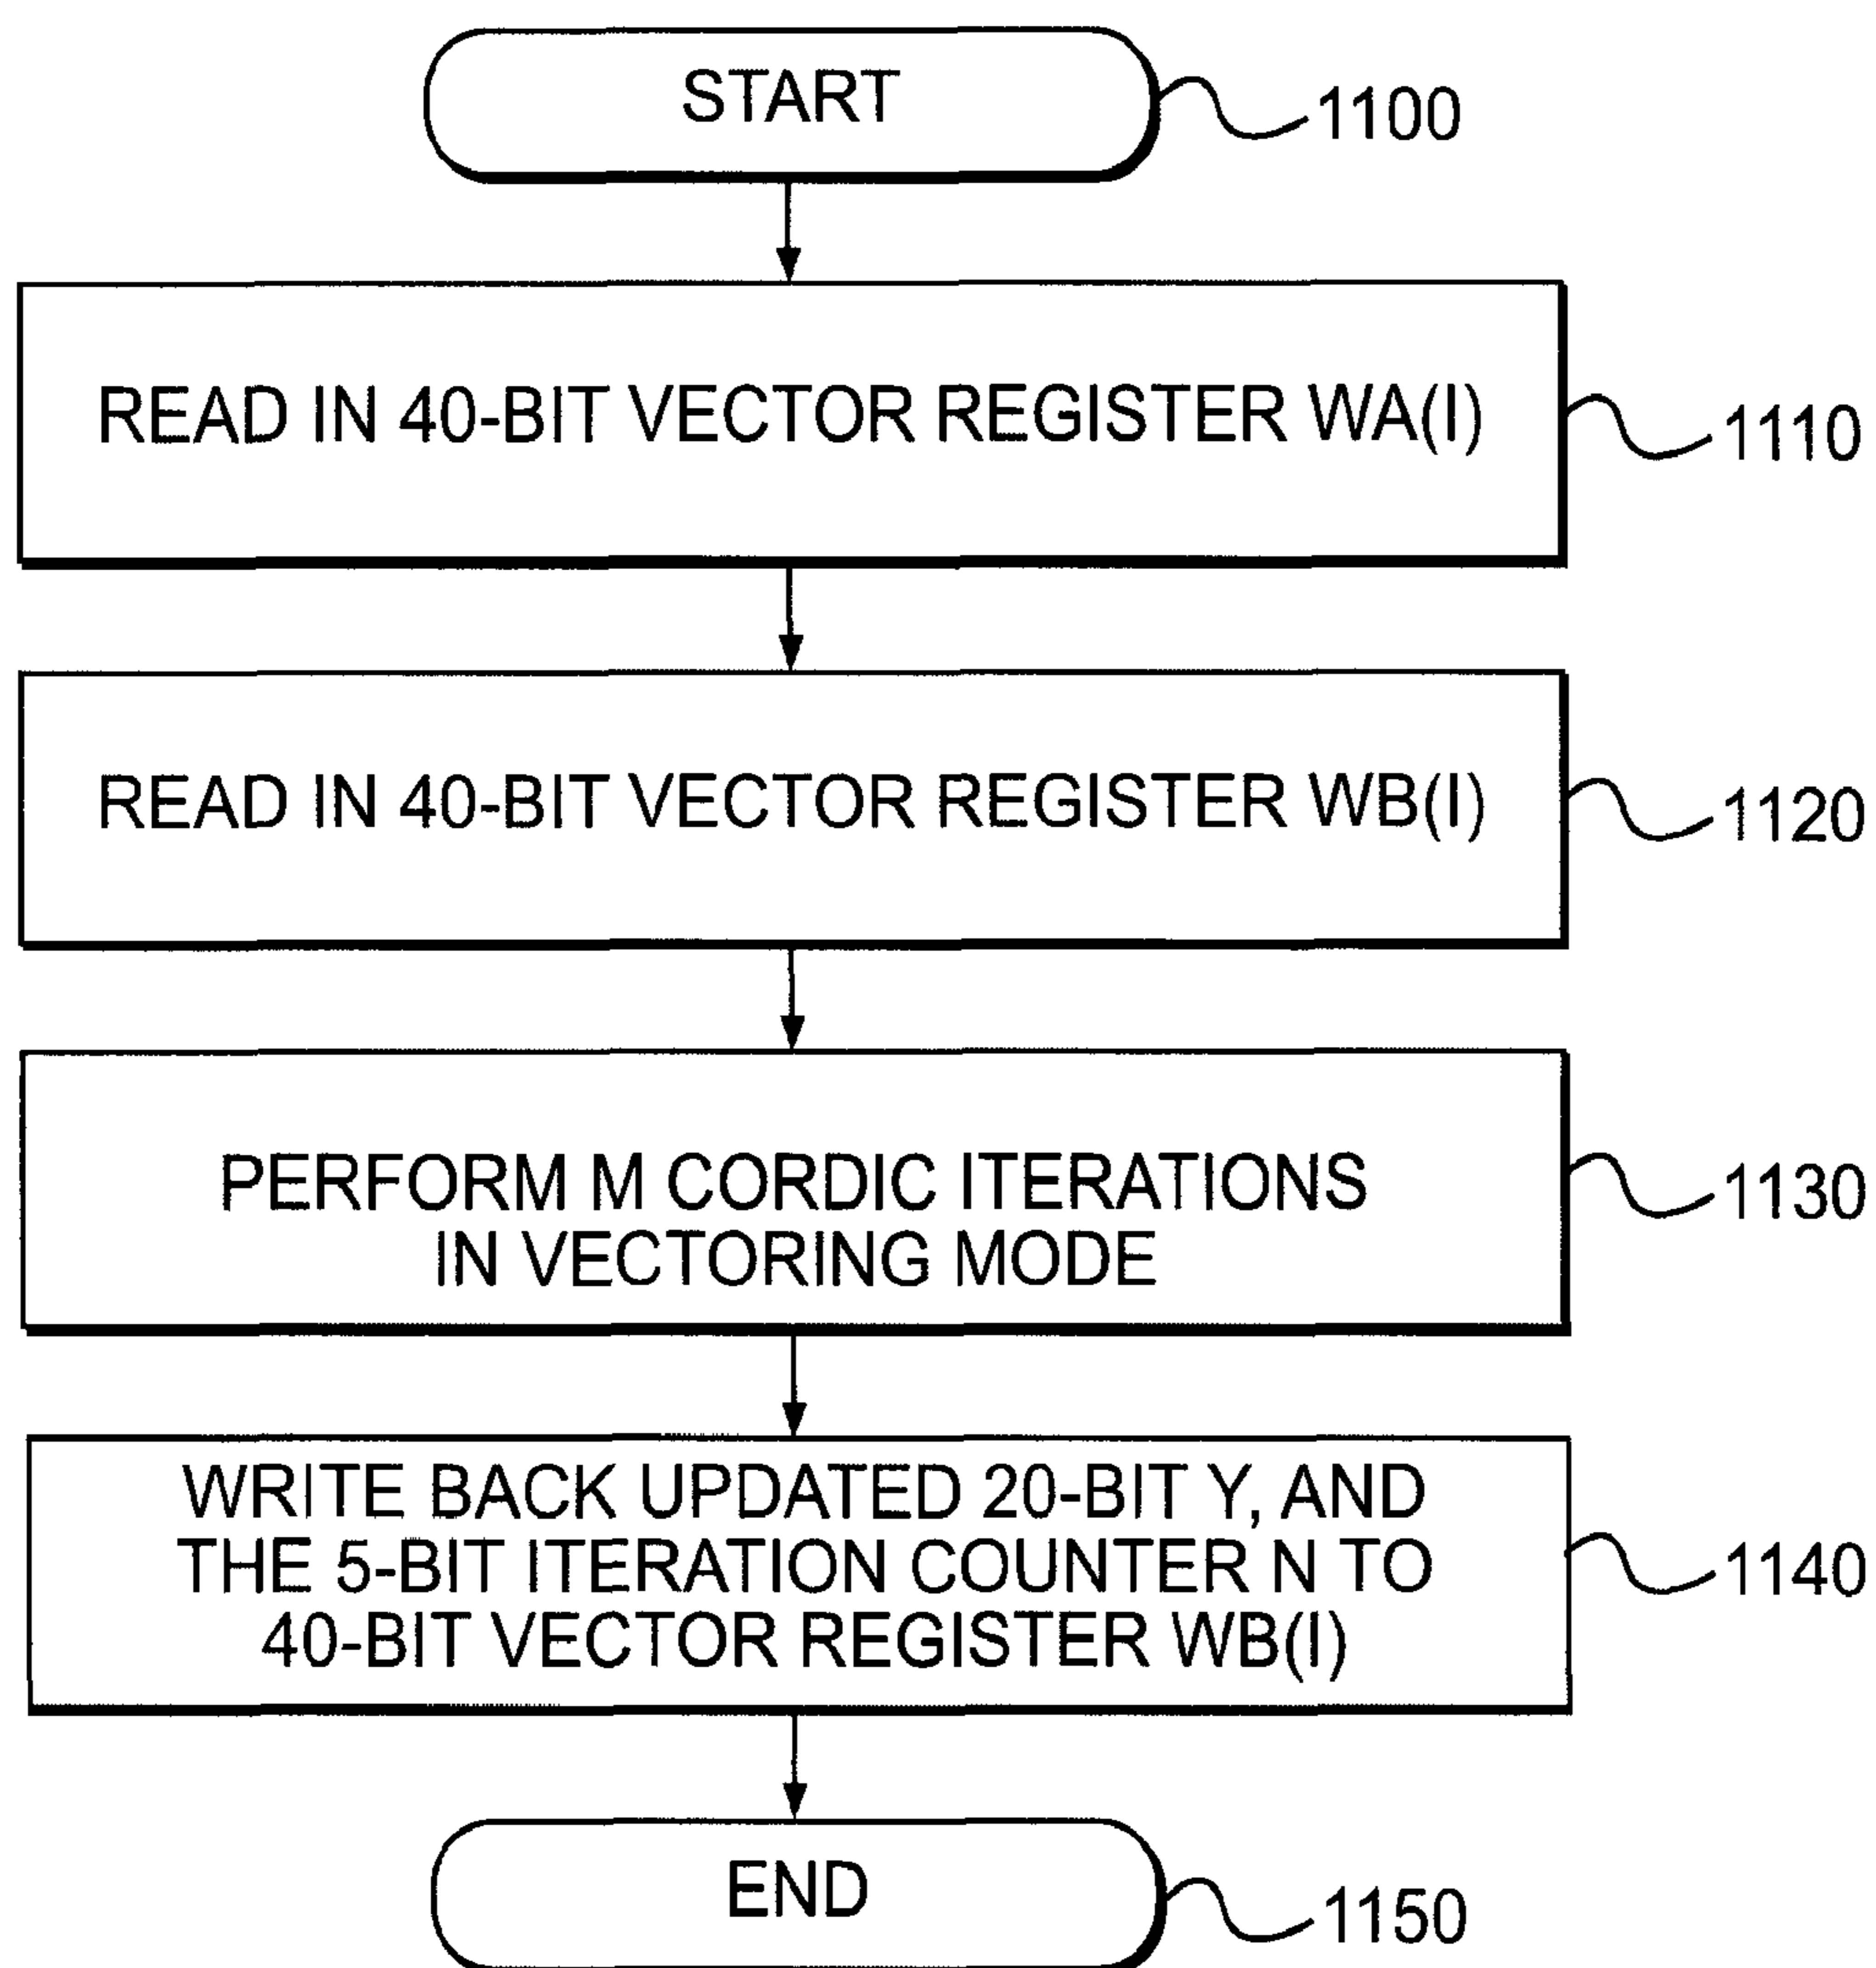 START
1100
READ IN 40-BIT VECTOR REGISTER WA(I)
1110
READ IN 40-BIT VECTOR REGISTER WB(I)
1120
PERFORM M CORDIC ITERATIONS
IN VECTORING MODE
1130
WRITE BACK UPDATED 20-BIT Y, AND
THE 5-BIT ITERATION COUNTER N TO
40-BIT VECTOR REGISTER WB(I)
1140
END
1150